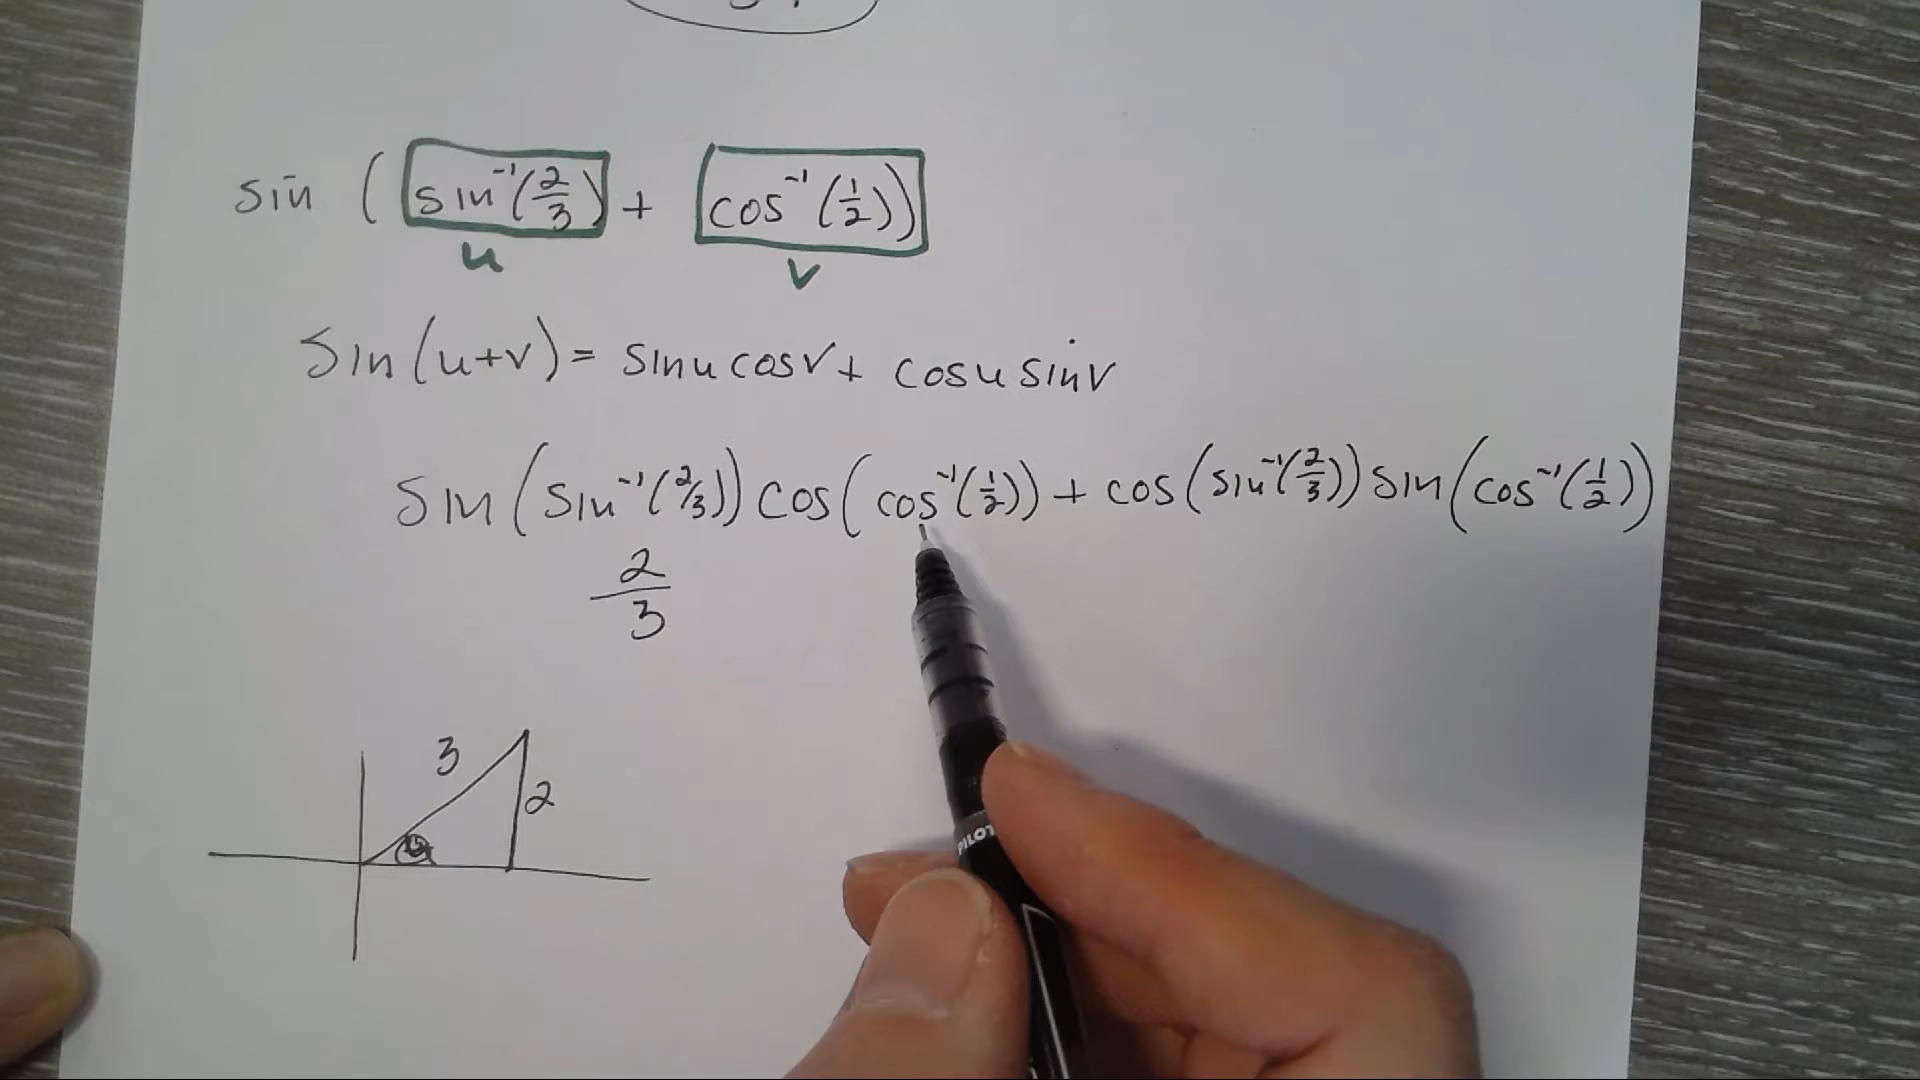 sin ( sin⁻¹(2/3) + cos⁻¹(1/2))
u v
Sin(u+v) = sinu cosv + cosu sinv
Sin(sin⁻¹(2/3)) cos(cos⁻¹(1/2)) + cos(sin⁻¹(2/3)) sin(cos⁻¹(1/2))
2/3
3
2
PILOT